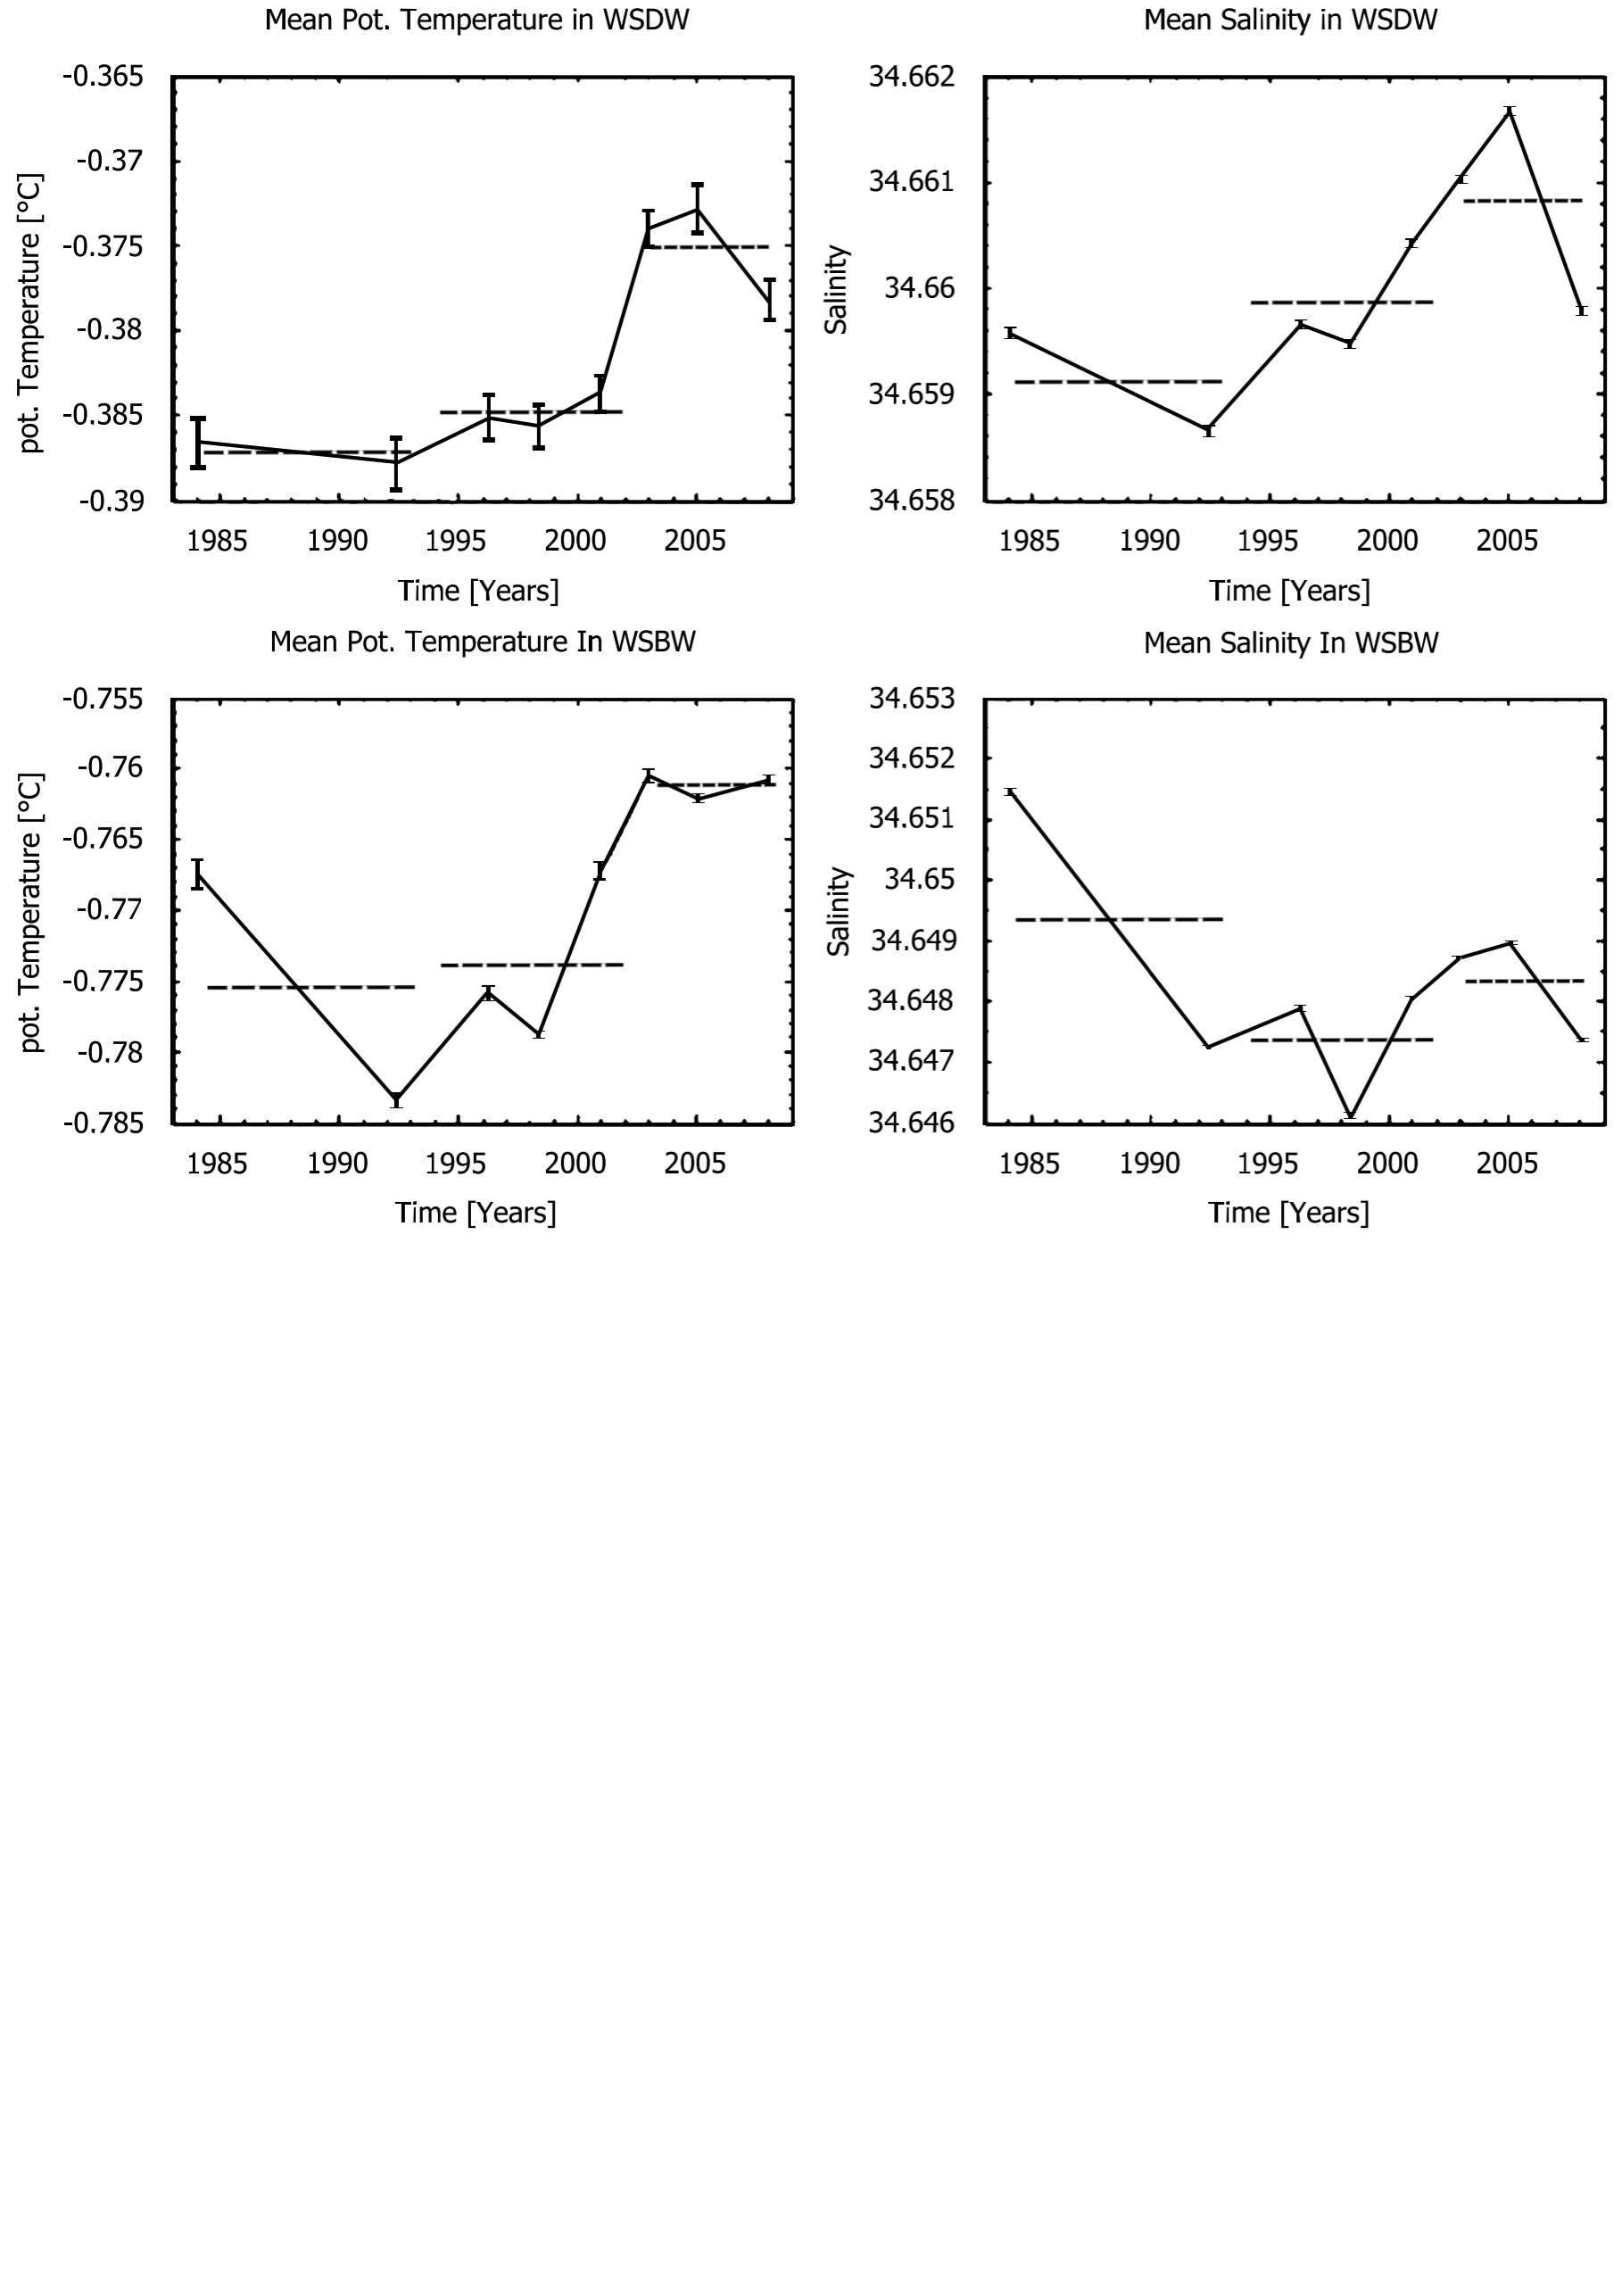 Mean Pot. Temperature in WSDW
-0.365
-0.37
-0.375
-0.38
-0.385
-0.39
pot. Temperature [°C]
1985 1990 1995 2000 2005
Time [Years]
Mean Salinity in WSDW
34.662
34.661
34.66
34.659
34.658
Salinity
1985 1990 1995 2000 2005
Time [Years]
Mean Pot. Temperature In WSBW
-0.755
-0.76
-0.765
-0.77
-0.775
-0.78
-0.785
pot. Temperature [°C]
1985 1990 1995 2000 2005
Time [Years]
Mean Salinity In WSBW
34.653
34.652
34.651
34.65
34.649
34.648
34.647
34.646
Salinity
1985 1990 1995 2000 2005
Time [Years]